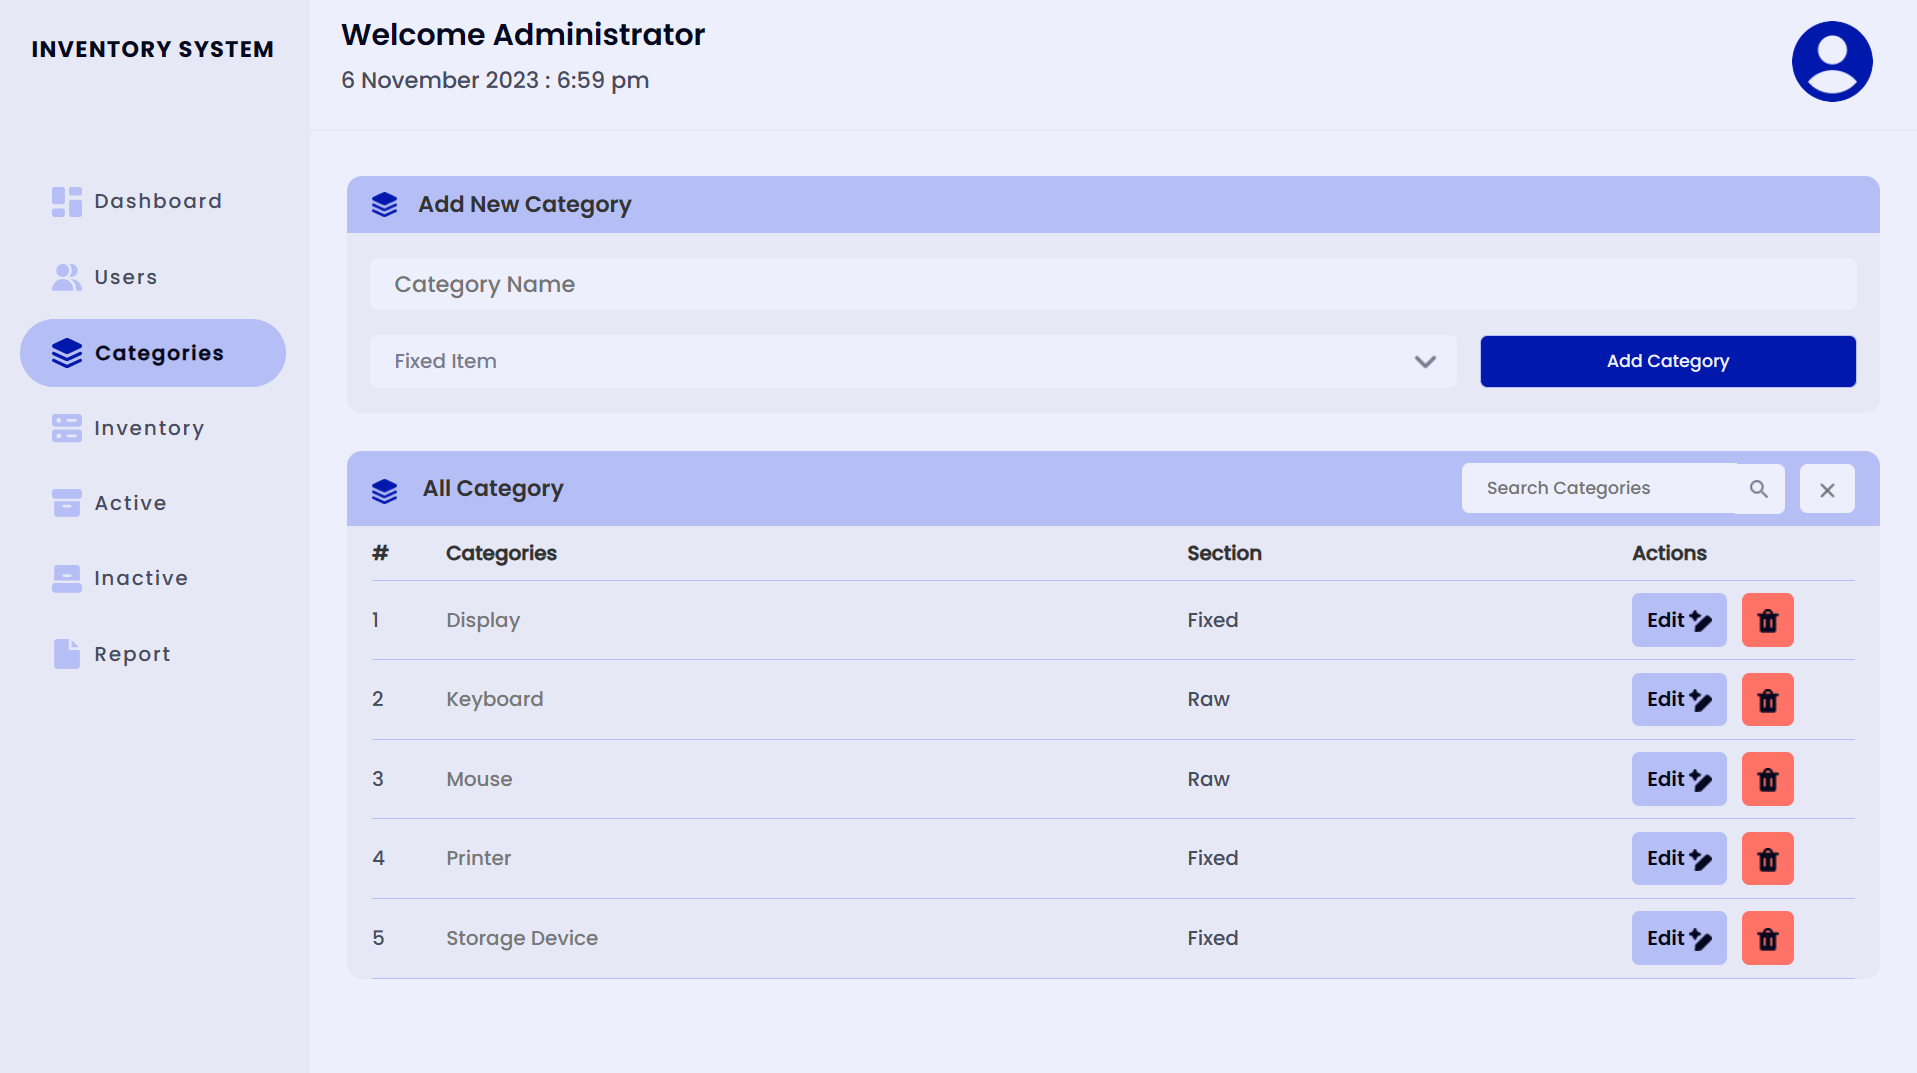 INVENTORY SYSTEM
Welcome Administrator
6 November 2023 : 6:59 pm
Dashboard
Users
Categories
Inventory
Active
Inactive
Report
Add New Category
Category Name
Fixed Item
Add Category
All Category
Search Categories
# Categories Section Actions
1 Display Fixed Edit
2 Keyboard Raw Edit
3 Mouse Raw Edit
4 Printer Fixed Edit
5 Storage Device Fixed Edit